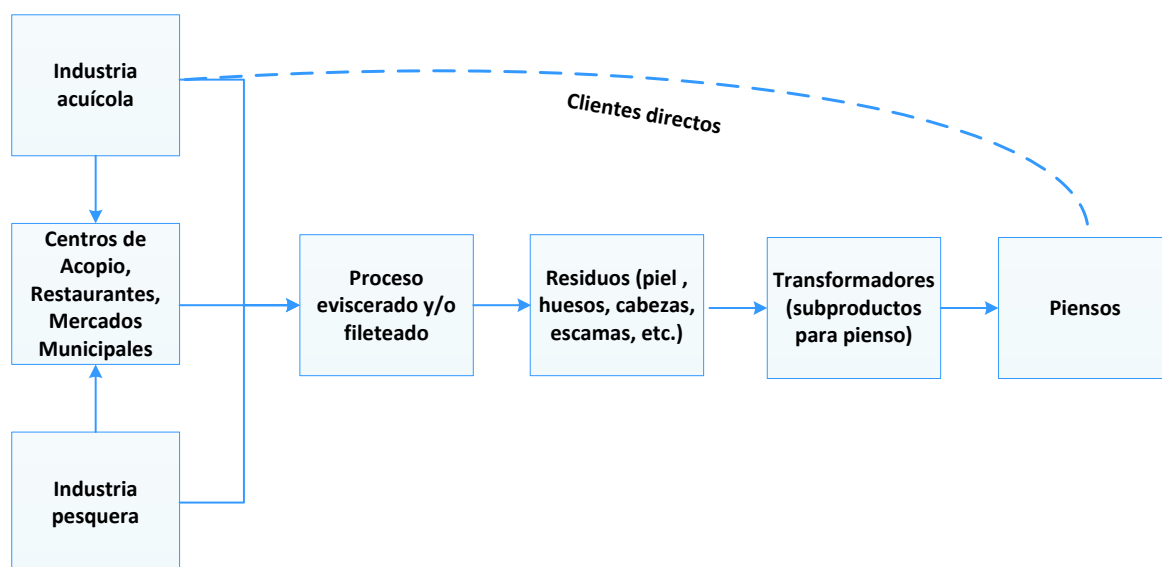 Industria
acuícola
Clientes directos
Centros de
Acopio,
Restaurantes,
Mercados
Municipales
Proceso
eviscerado y/o
fileteado
Residuos (piel ,
huesos, cabezas,
escamas, etc.)
Transformadores
(subproductos
para pienso)
Piensos
Industria
pesquera